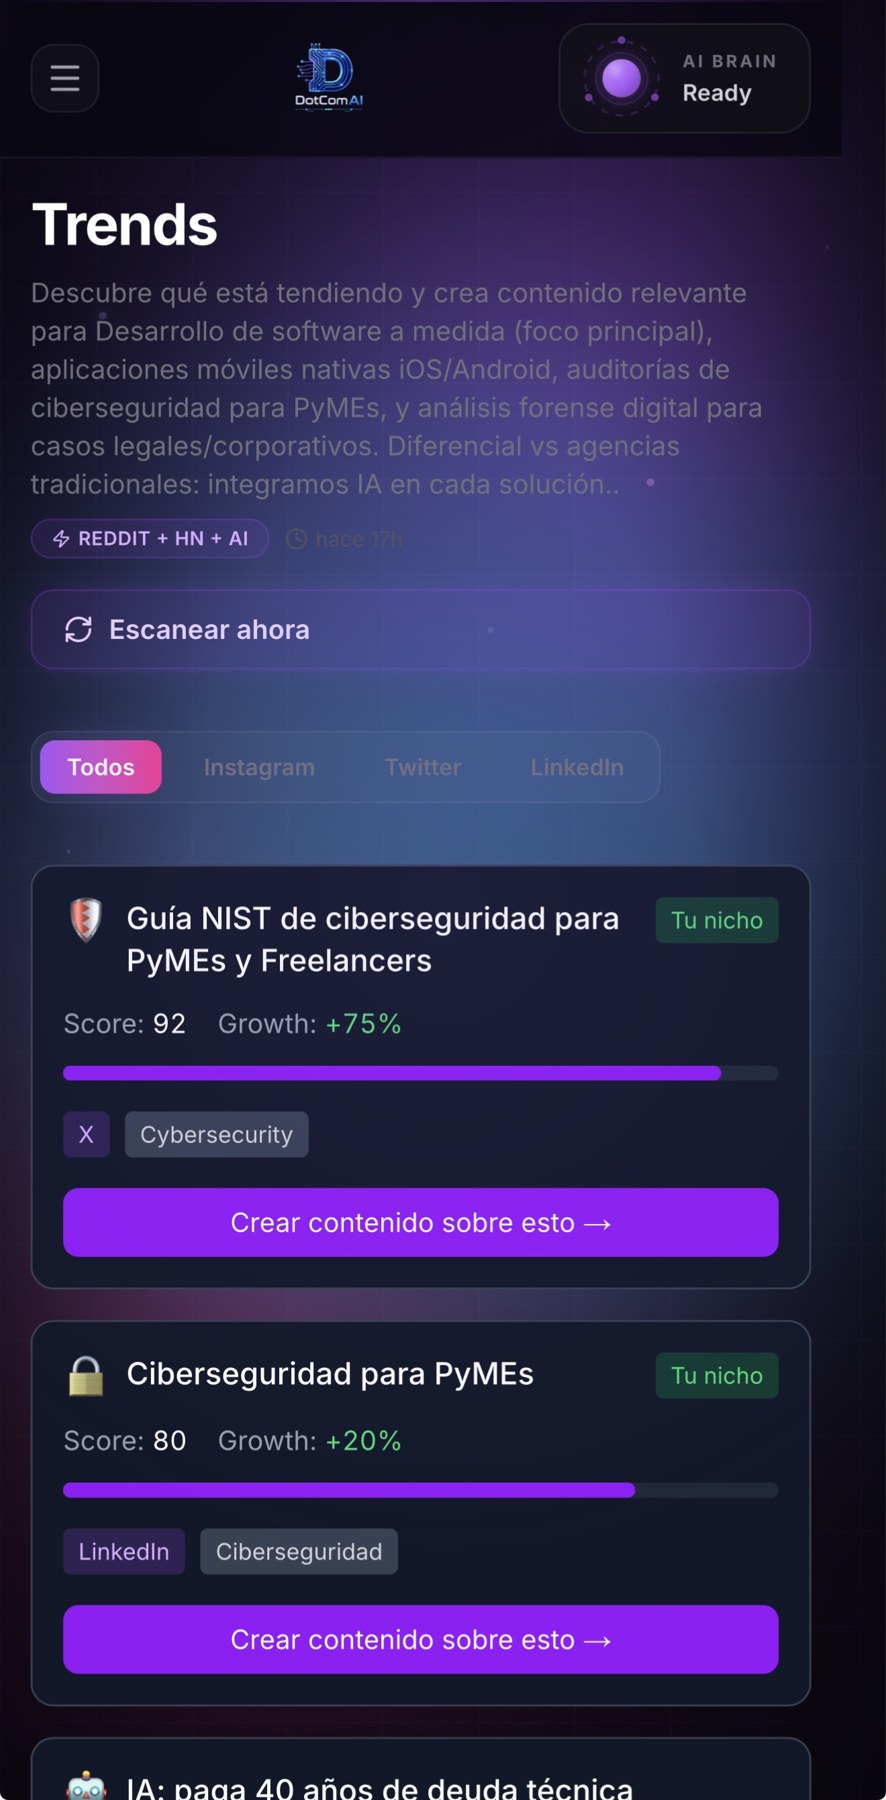 DotComAI
AI BRAIN
Ready
Trends
Descubre qué está tendiendo y crea contenido relevante
para Desarrollo de software a medida (foco principal),
aplicaciones móviles nativas iOS/Android, auditorías de
ciberseguridad para PyMEs, y análisis forense digital para
casos legales/corporativos. Diferencial vs agencias
tradicionales: integramos IA en cada solución..
REDDIT + HN + AI hace 17h
Escanear ahora
Todos Instagram Twitter LinkedIn
Guía NIST de ciberseguridad para
PyMEs y Freelancers
Tu nicho
Score: 92 Growth: +75%
X Cybersecurity
Crear contenido sobre esto →
Ciberseguridad para PyMEs
Tu nicho
Score: 80 Growth: +20%
LinkedIn Ciberseguridad
Crear contenido sobre esto →
IA: paga 40 años de deuda técnica